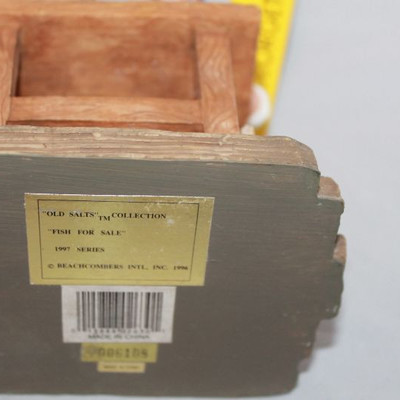 "OLD SALTS"TM COLLECTION
"FISH FOR SALE"
1997 SERIES
© BEACHCOMBERS INTL., INC. 1996
MADE IN CHINA